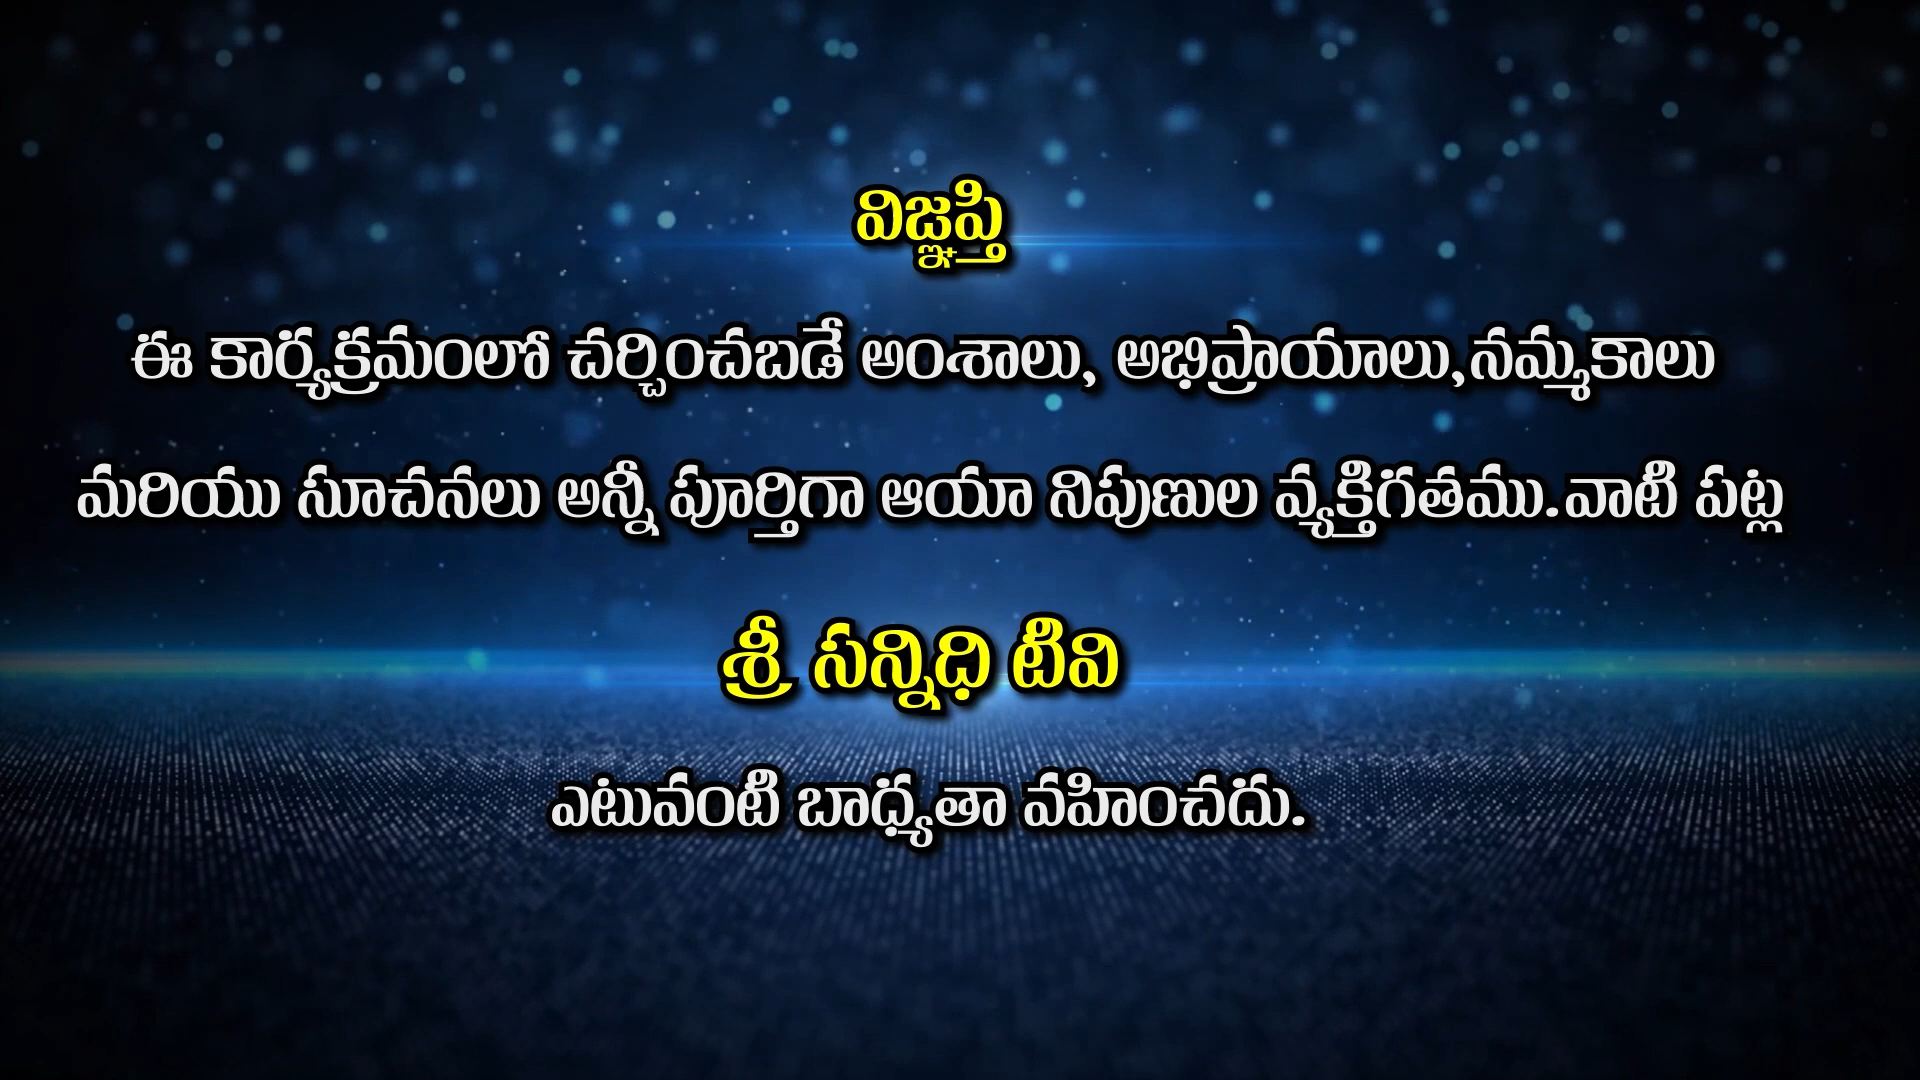 విజ్ఞప్తి
ఈ కార్యక్రమంలో చర్చించబడే అంశాలు, అభిప్రాయాలు,నమ్మకాలు
మరియు సూచనలు అన్నీ పూర్తిగా ఆయా నిపుణుల వ్యక్తిగతము.వాటి పట్ల
శ్రీ సన్నిధి టివి
ఎటువంటి బాధ్యతా వహించదు.